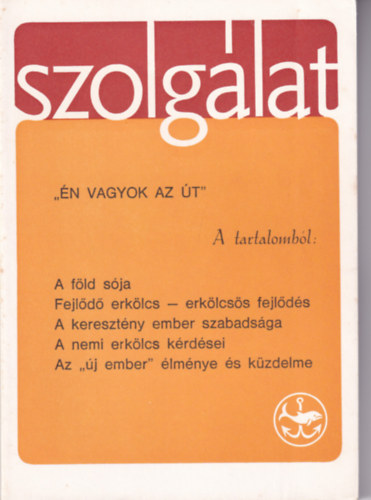 szolgálat
„ÉN VAGYOK AZ ÚT”
A tartalomból:
A föld sója
Fejlődő erkölcs — erkölcsös fejlődés
A keresztény ember szabadsága
A nemi erkölcs kérdései
Az „új ember” élménye és küzdelme